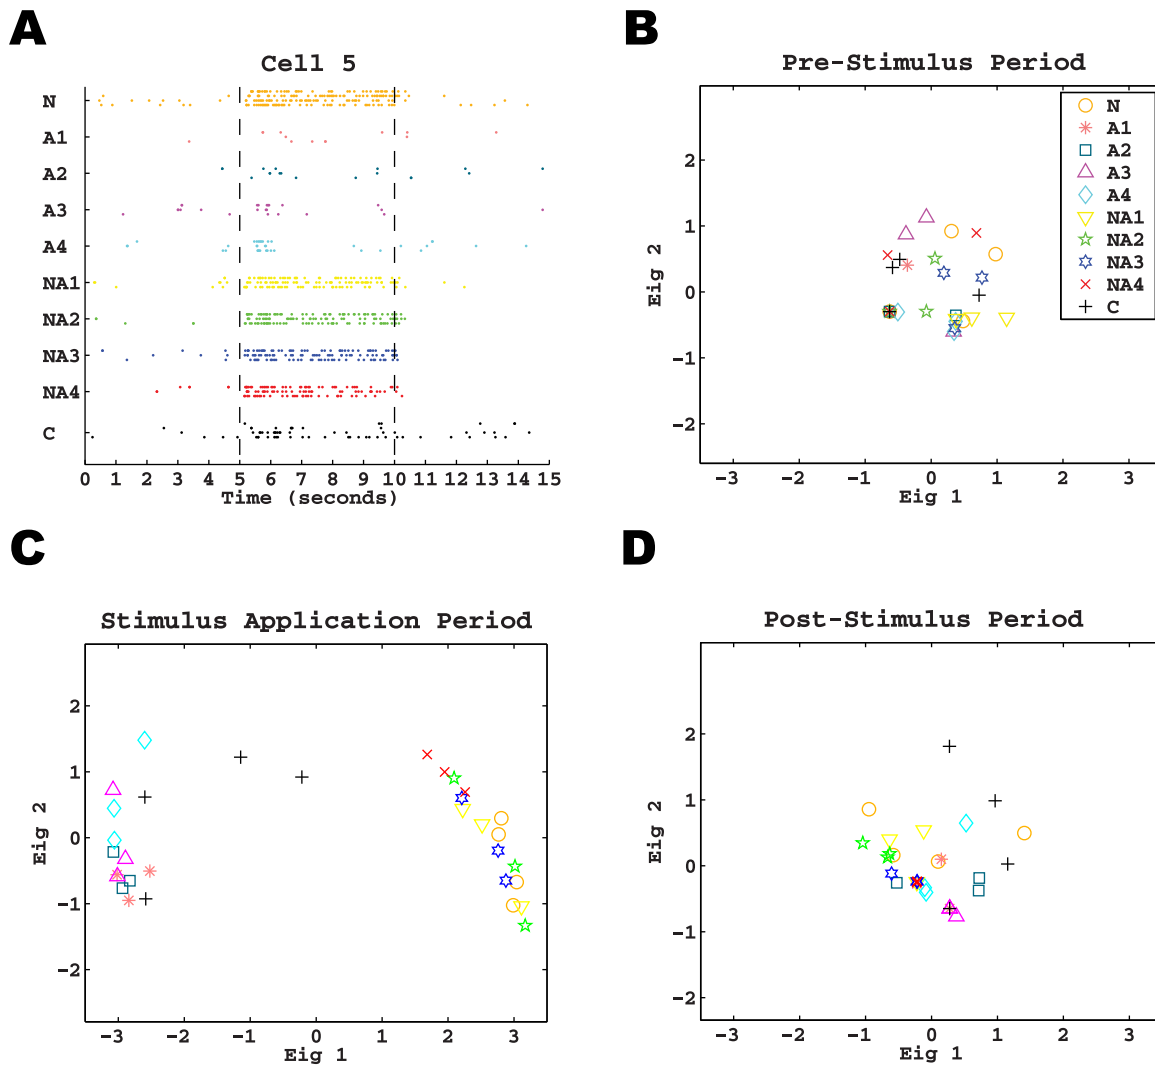 A
Cell 5
N
A1
A2
A3
A4
NA1
NA2
NA3
NA4
C
0 1 2 3 4 5 6 7 8 9 10 11 12 13 14 15
Time (seconds)
B
Pre-Stimulus Period
N
A1
A2
A3
A4
NA1
NA2
NA3
NA4
C
2
1
0
-1
-2
Eig 2
-3 -2 -1 0 1 2 3
Eig 1
C
Stimulus Application Period
2
1
0
-1
-2
Eig 2
-3 -2 -1 0 1 2 3
Eig 1
D
Post-Stimulus Period
2
1
0
-1
-2
Eig 2
-3 -2 -1 0 1 2 3
Eig 1